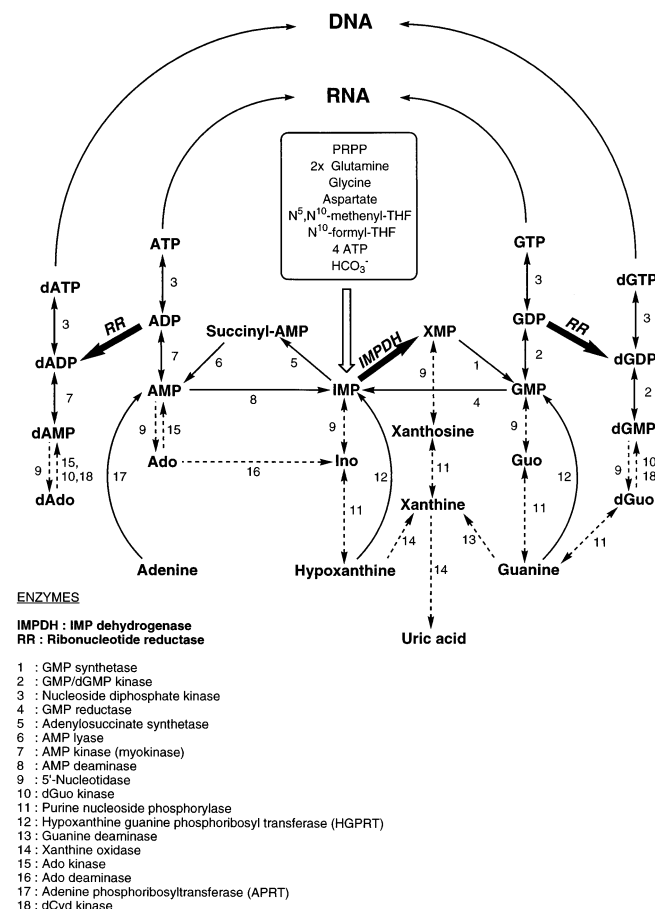 DNA
RNA
PRPP
2x Glutamine
Glycine
Aspartate
N5,N10-methenyl-THF
N10-formyl-THF
4 ATP
HCO3-
ATP
GTP
dATP
dGTP
3
3
3
3
RR
ADP
Succinyl-AMP
IMPDH
XMP
GDP
RR
dADP
7
6
5
9
1
2
dGDP
AMP
8
IMP
4
GMP
7
2
dAMP
9
15
9
Xanthosine
9
dGMP
9
15,
10,18
17
Ado
16
Ino
12
11
Guo
12
9
10
18
dAdo
11
Xanthine
11
dGuo
14
14
13
11
Adenine
Hypoxanthine
Guanine
Uric acid
ENZYMES
IMPDH : IMP dehydrogenase
RR : Ribonucleotide reductase
1 : GMP synthetase
2 : GMP/dGMP kinase
3 : Nucleoside diphosphate kinase
4 : GMP reductase
5 : Adenylosuccinate synthetase
6 : AMP lyase
7 : AMP kinase (myokinase)
8 : AMP deaminase
9 : 5'-Nucleotidase
10 : dGuo kinase
11 : Purine nucleoside phosphorylase
12 : Hypoxanthine guanine phosphoribosyl transferase (HGPRT)
13 : Guanine deaminase
14 : Xanthine oxidase
15 : Ado kinase
16 : Ado deaminase
17 : Adenine phosphoribosyltransferase (APRT)
18 : dCyd kinase